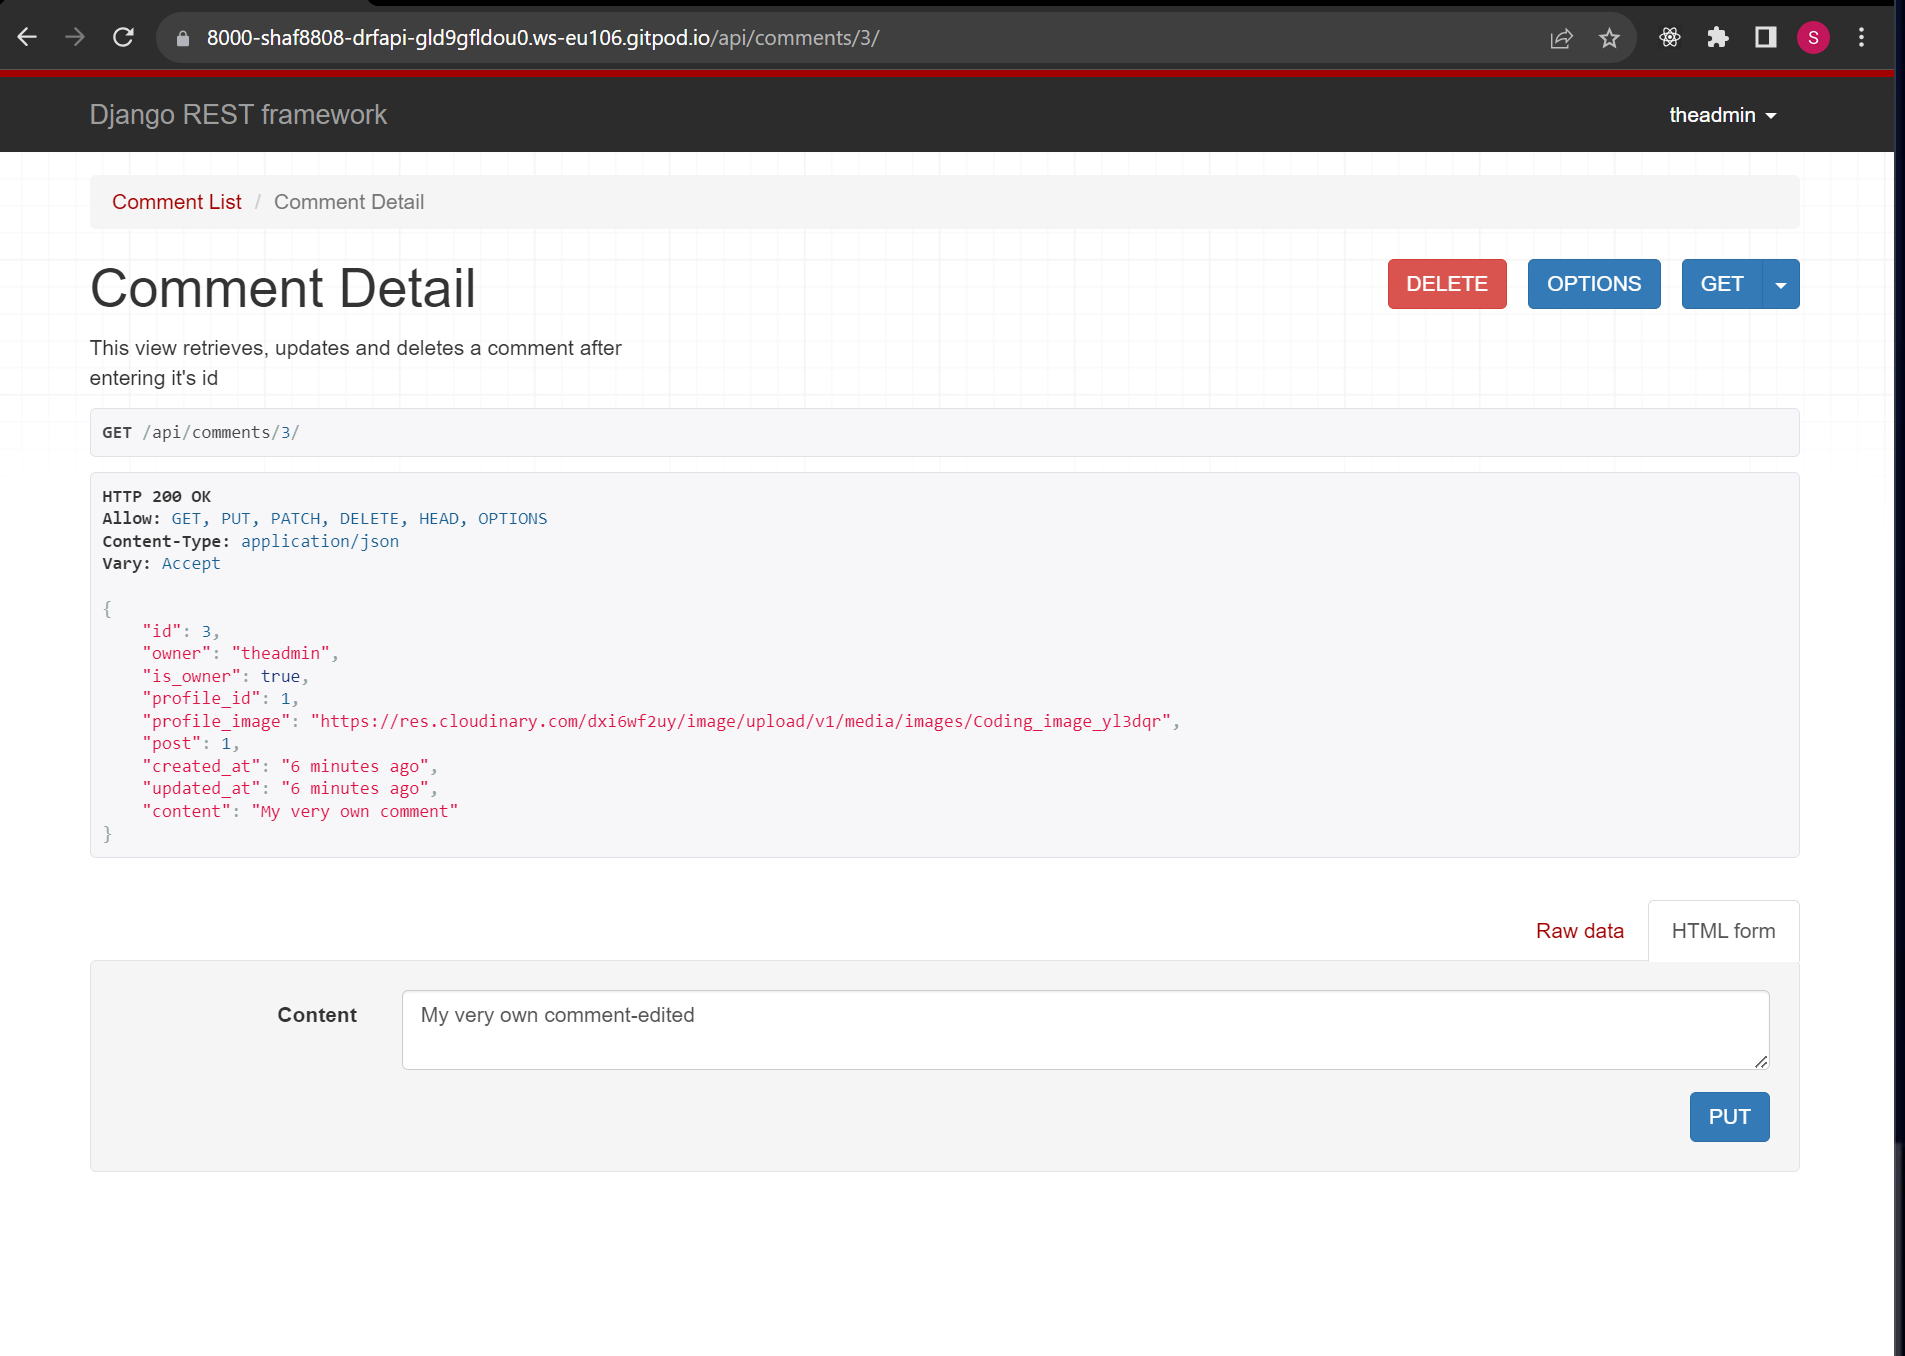 8000-shaf8808-drfapi-gld9gfldou0.ws-eu106.gitpod.io/api/comments/3/
S
Django REST framework
theadmin
Comment List / Comment Detail
Comment Detail
DELETE
OPTIONS
GET
This view retrieves, updates and deletes a comment after
entering it's id
GET /api/comments/3/
HTTP 200 OK
Allow: GET, PUT, PATCH, DELETE, HEAD, OPTIONS
Content-Type: application/json
Vary: Accept
{
    "id": 3,
    "owner": "theadmin",
    "is_owner": true,
    "profile_id": 1,
    "profile_image": "https://res.cloudinary.com/dxi6wf2uy/image/upload/v1/media/images/Coding_image_yl3dqr",
    "post": 1,
    "created_at": "6 minutes ago",
    "updated_at": "6 minutes ago",
    "content": "My very own comment"
}
Raw data
HTML form
Content
My very own comment-edited
PUT